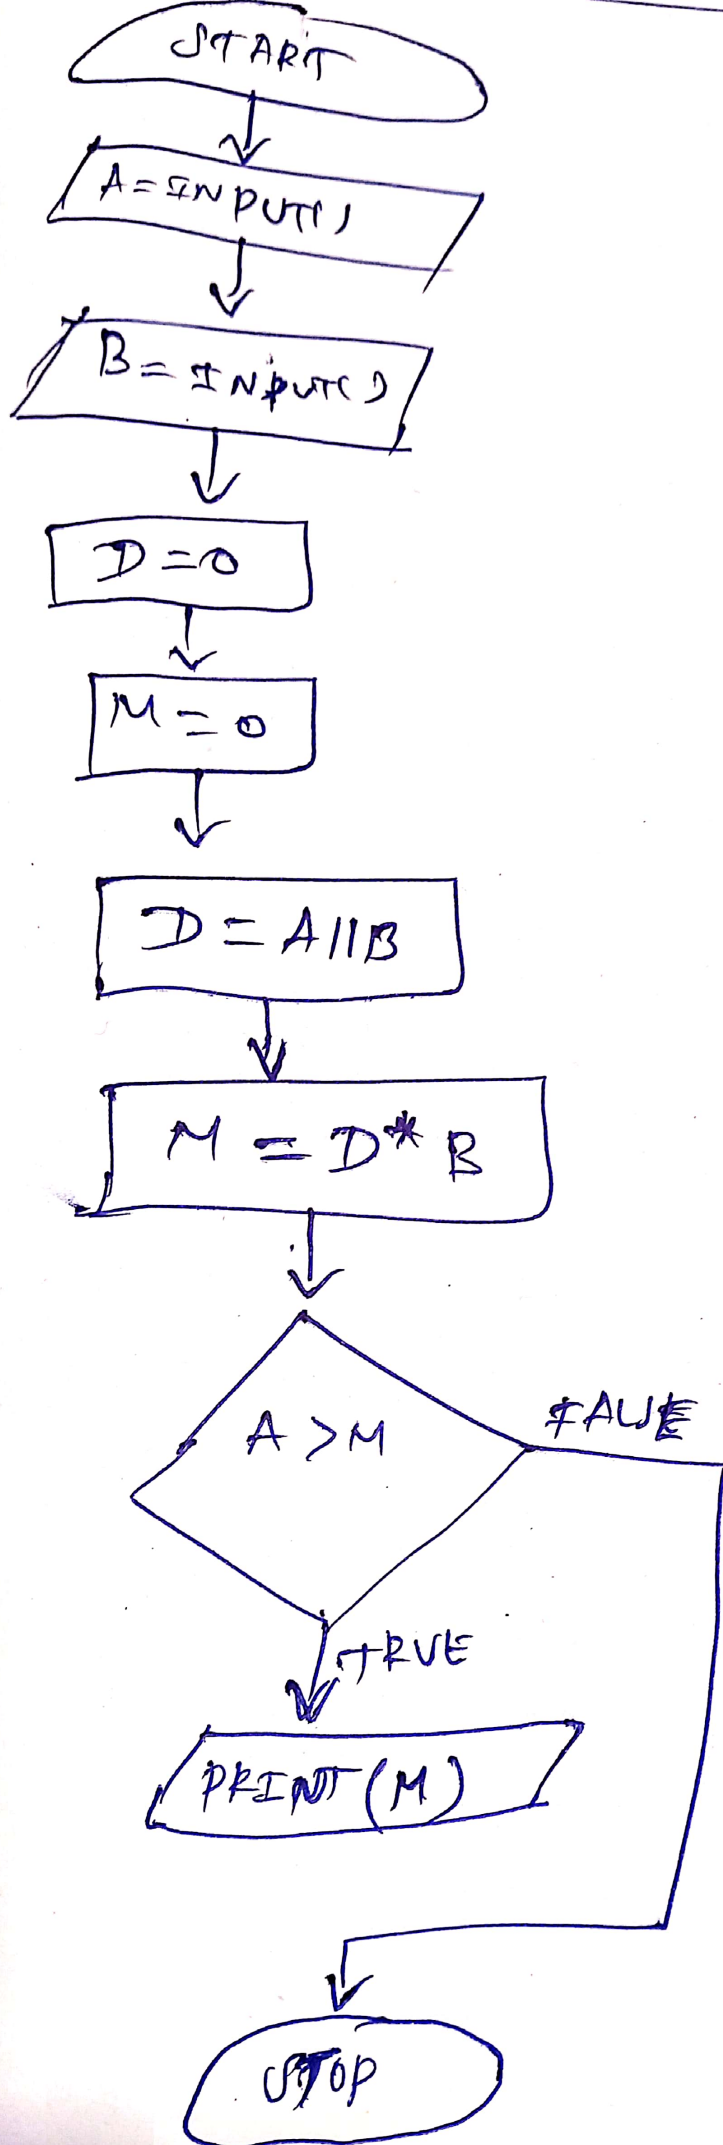 START
A = INPUT()
B = INPUT()
D = 0
M = 0
D = A//B
M = D * B
A > M
FALSE
TRUE
PRINT (M)
STOP